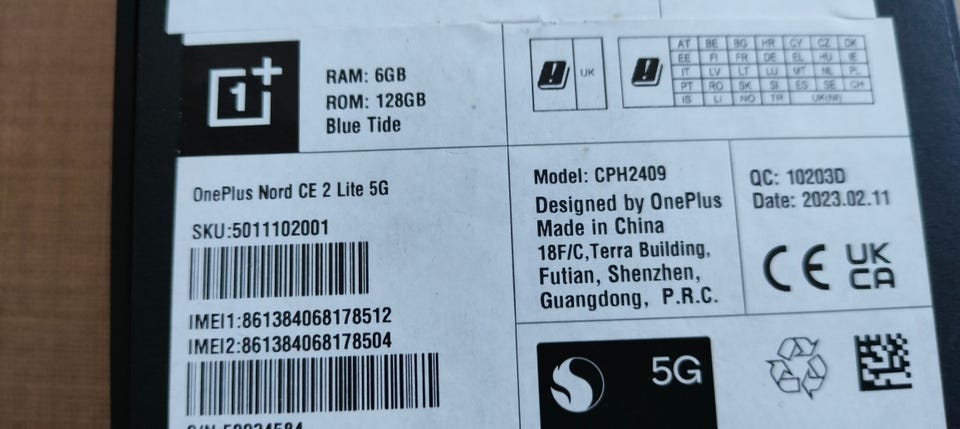 RAM: 6GB
ROM: 128GB
Blue Tide
UK
AT BE BG HR CY CZ DK
EE FI FR DE EL HU IE
IT LV LT LU MT NL PL
PT RO SK SI ES SE CH
IS LI NO TR UK(NI)
OnePlus Nord CE 2 Lite 5G
SKU:5011102001
IMEI1:861384068178512
IMEI2:861384068178504
Model: CPH2409
Designed by OnePlus
Made in China
18F/C,Terra Building,
Futian, Shenzhen,
Guangdong, P.R.C.
QC: 10203D
Date: 2023.02.11
CE UK
CA
5G